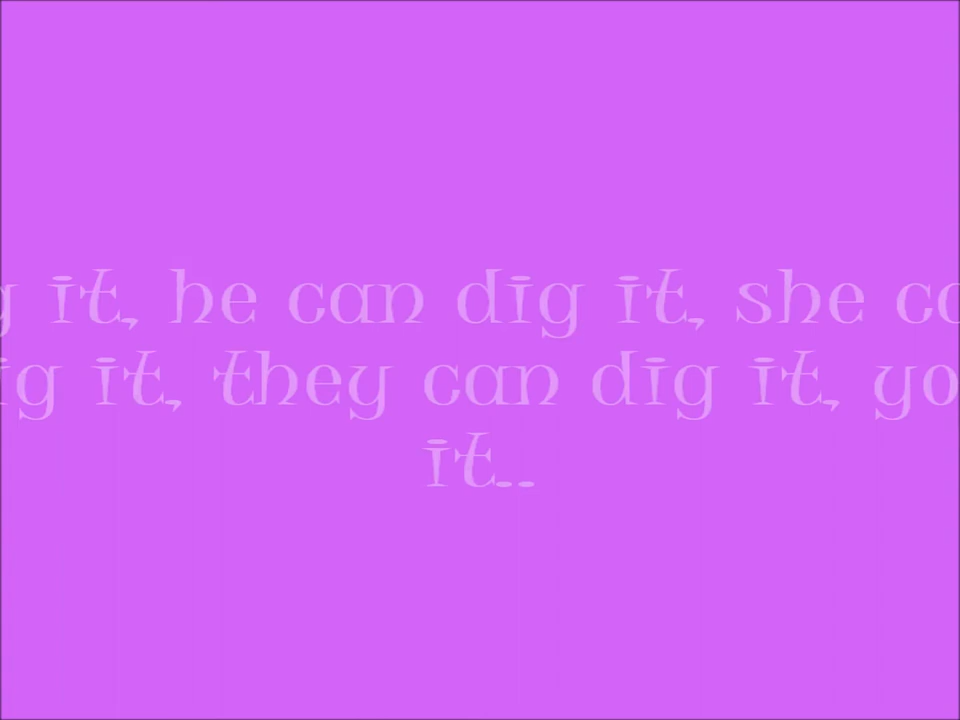 g it, he can dig it, she ca
ig it, they can dig it, yo
it..